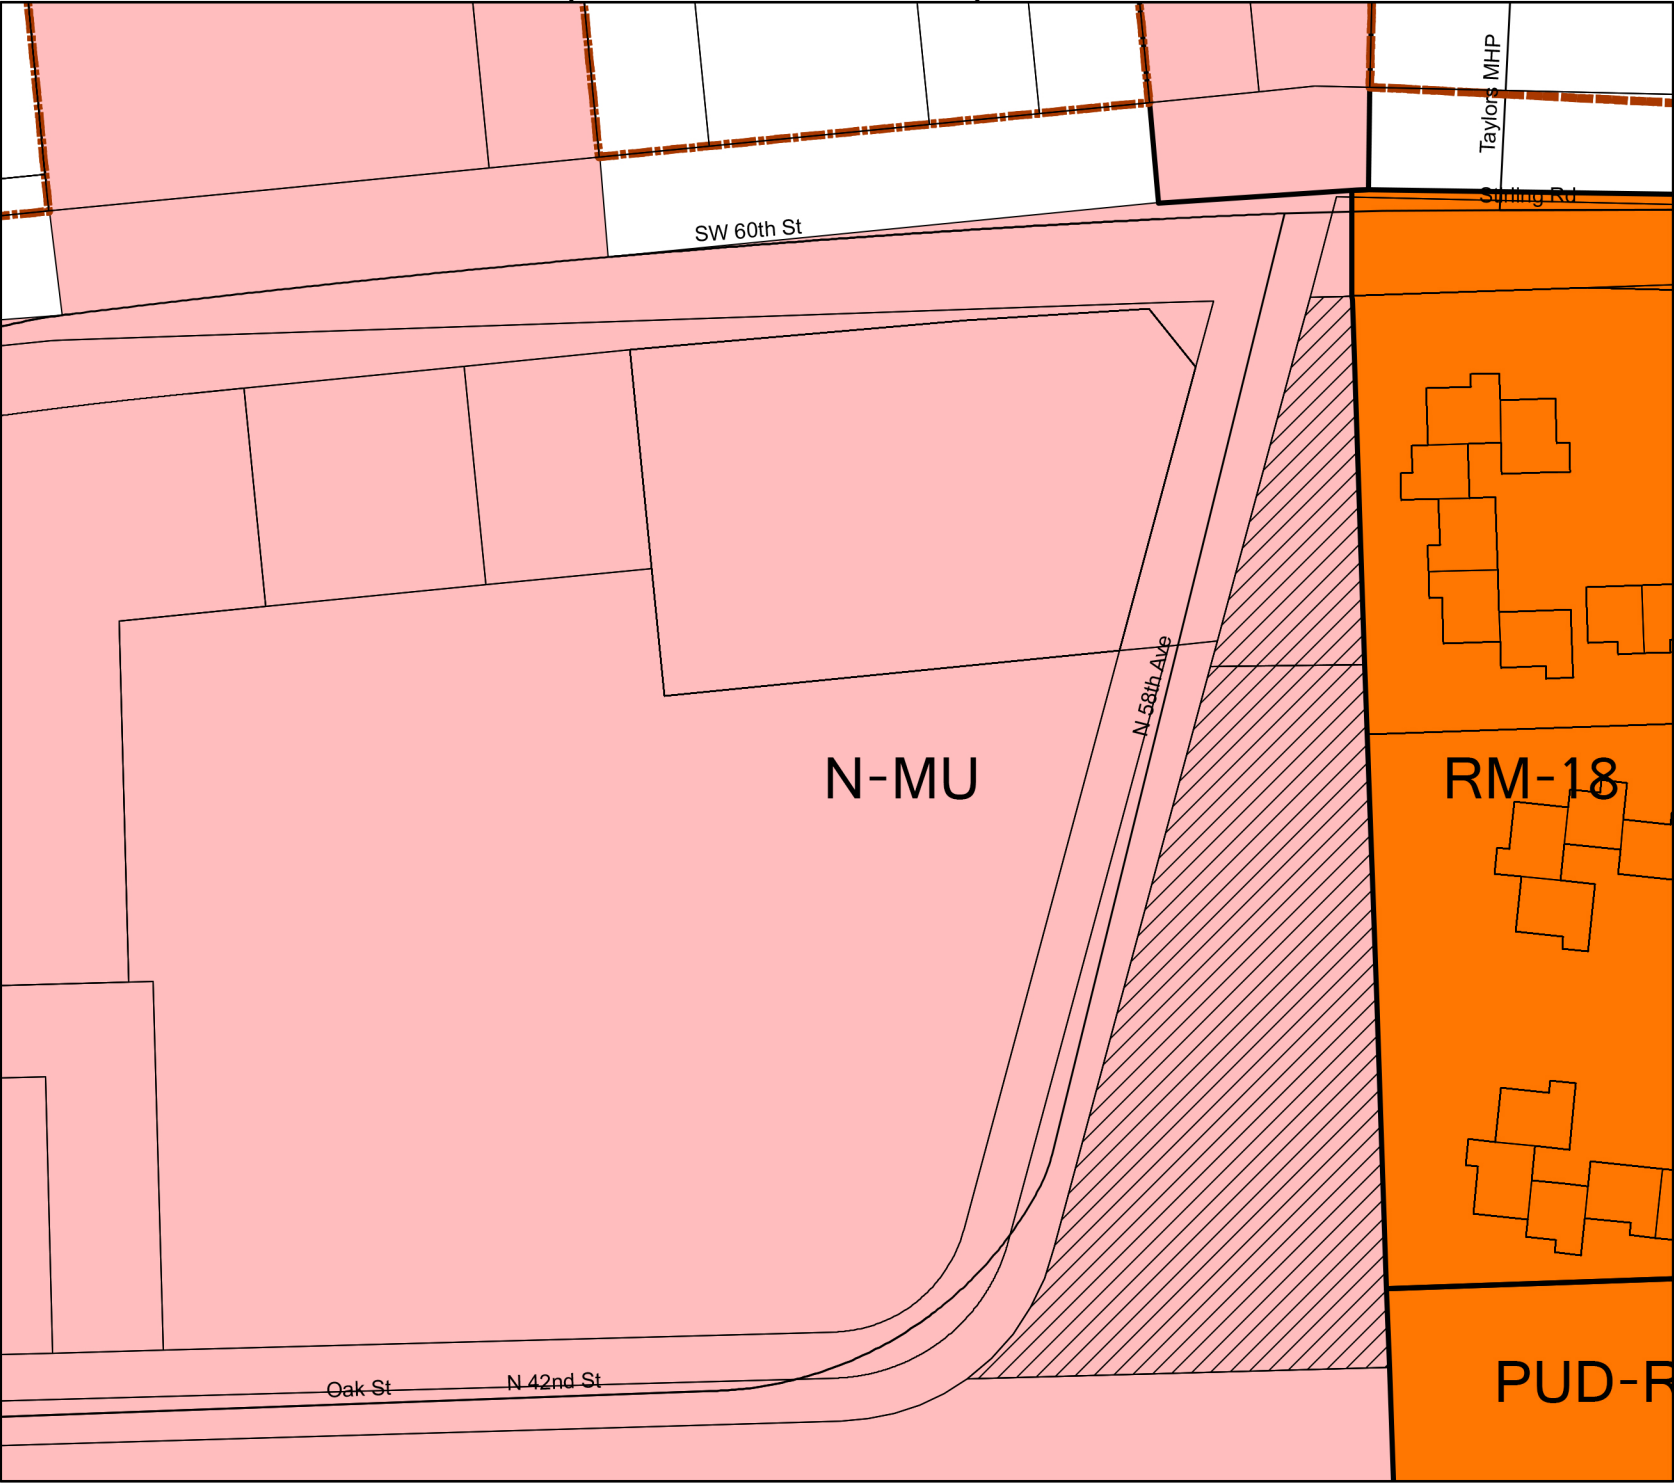 Taylors MHP
Stirling Rd
SW 60th St
N 58th Ave
N-MU
RM-18
Oak St
N 42nd St
PUD-R